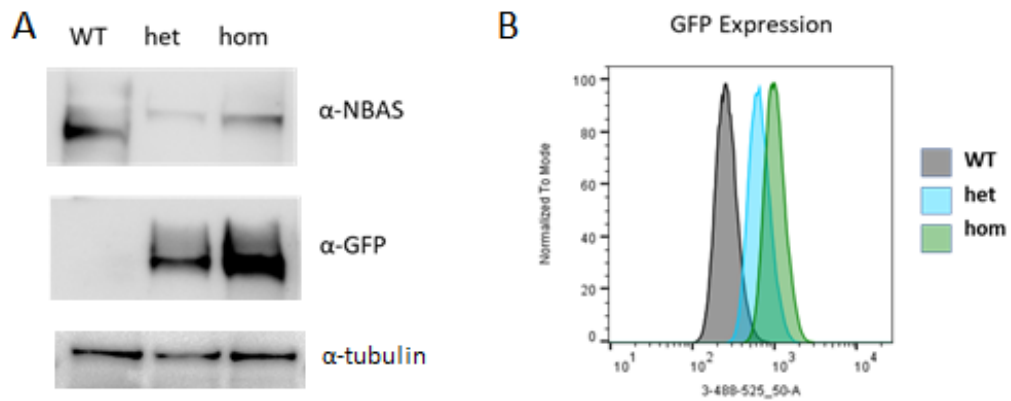 A
WT het hom
α-NBAS
α-GFP
α-tubulin
B
GFP Expression
Normalized To Mode
100
80
60
40
20
0
10¹ 10² 10³ 10⁴
3-488-525_50-A
WT
het
hom